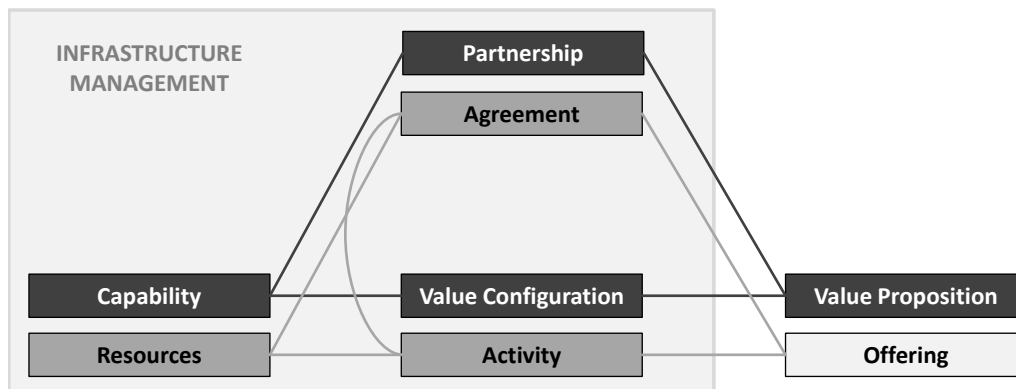 INFRASTRUCTURE
MANAGEMENT
Partnership
Agreement
Capability
Value Configuration
Value Proposition
Resources
Activity
Offering